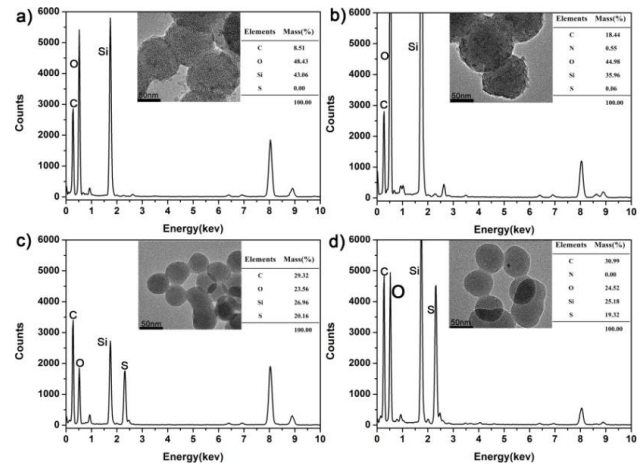 a)
6000
5000
4000
3000
2000
1000
0
Counts
C
O
Si
50nm
Elements Mass(%)
C 8.51
O 48.43
Si 43.06
S 0.00
100.00
0 1 2 3 4 5 6 7 8 9 10
Energy(kev)
b)
6000
5000
4000
3000
2000
1000
0
Counts
C
O
Si
50nm
Elements Mass(%)
C 18.44
N 0.55
O 44.98
Si 35.96
S 0.06
100.00
0 1 2 3 4 5 6 7 8 9 10
Energy(kev)
c)
6000
5000
4000
3000
2000
1000
0
Counts
C
O
Si
S
50nm
Elements Mass(%)
C 29.32
O 23.56
Si 26.96
S 20.16
100.00
0 1 2 3 4 5 6 7 8 9 10
Energy(kev)
d)
6000
5000
4000
3000
2000
1000
0
Counts
C
O
Si
S
50nm
Elements Mass(%)
C 30.99
N 0.00
O 24.52
Si 25.18
S 19.32
100.00
0 1 2 3 4 5 6 7 8 9 10
Energy(kev)